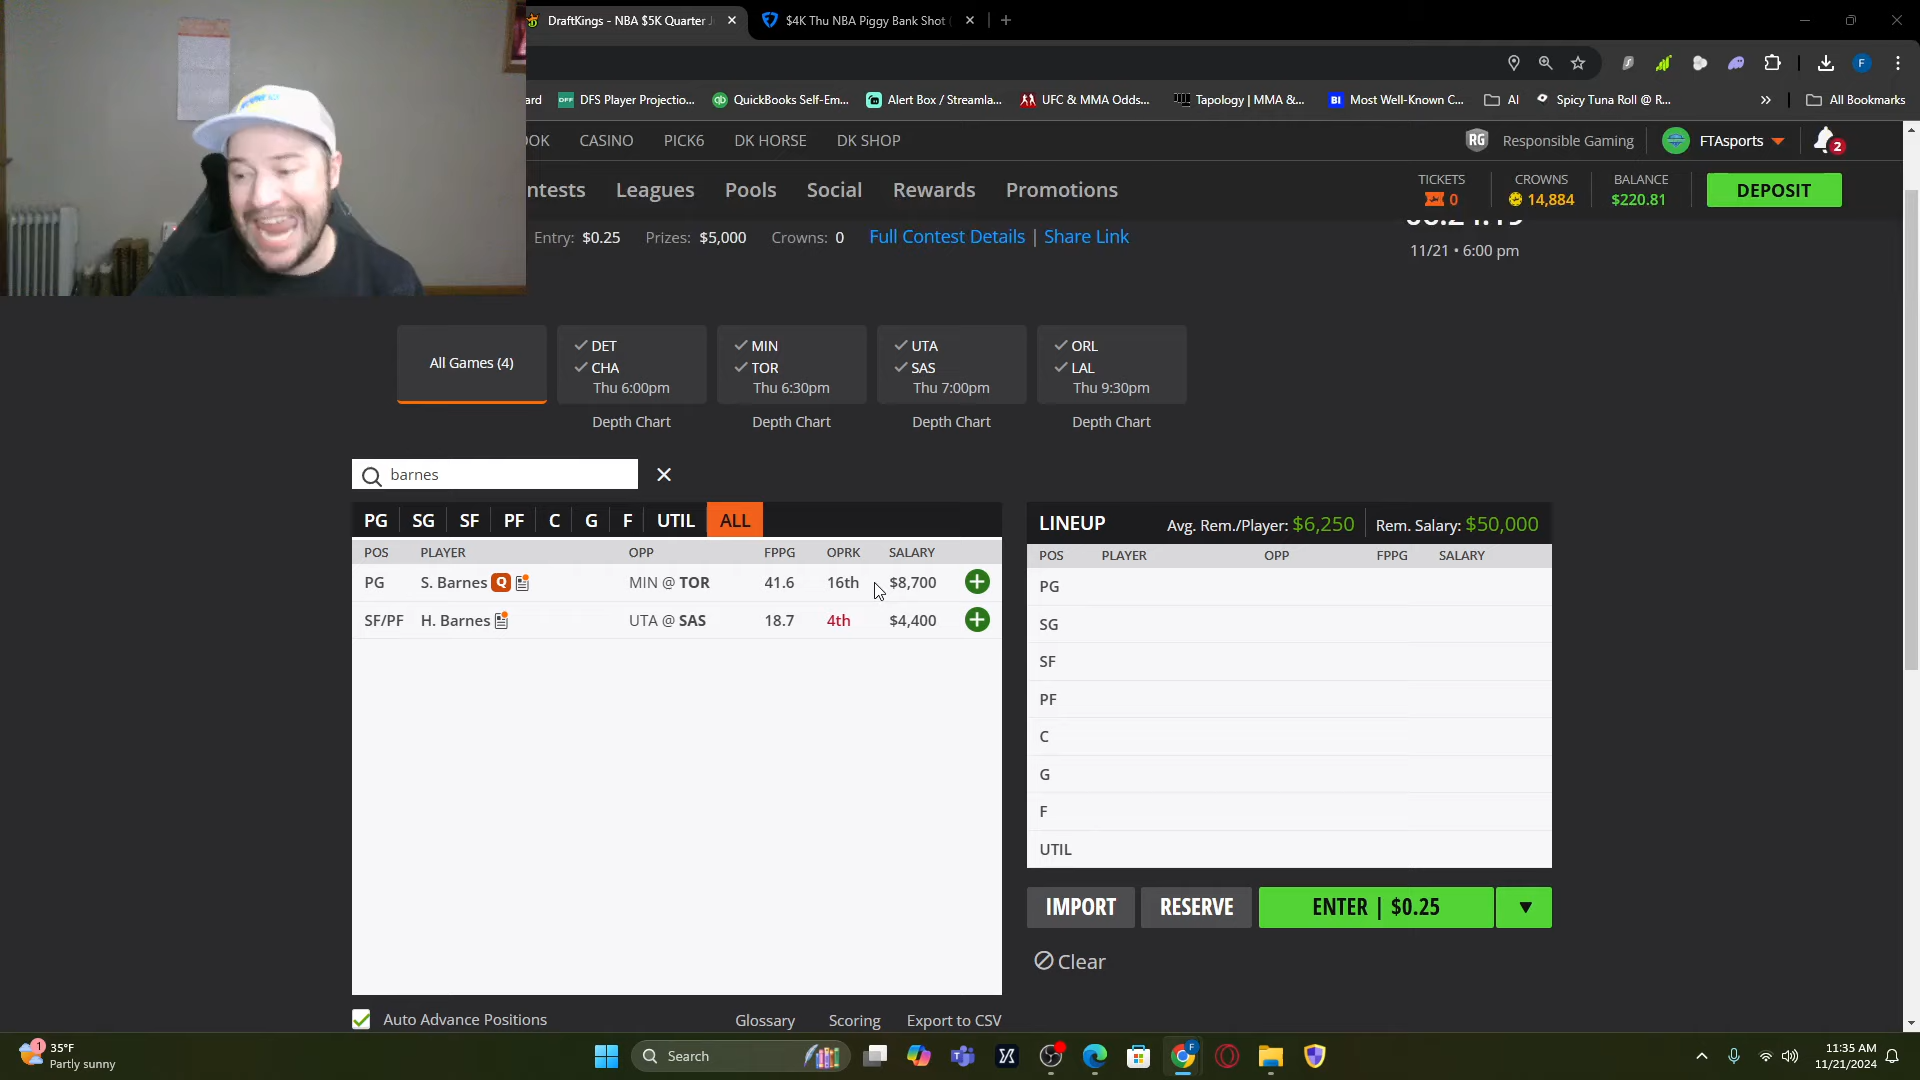 DraftKings - NBA $5K Quarter J
$4K Thu NBA Piggy Bank Shot
F
ard
DFS Player Projectio...
QuickBooks Self-Em...
Alert Box / Streamla...
UFC & MMA Odds...
Tapology | MMA &...
BI Most Well-Known C...
AI
Spicy Tuna Roll @ R...
»
All Bookmarks
OOK
CASINO
PICK6
DK HORSE
DK SHOP
RG Responsible Gaming
FTAsports
2
ntests
Leagues
Pools
Social
Rewards
Promotions
TICKETS
0
CROWNS
14,884
BALANCE
$220.81
DEPOSIT
Entry: $0.25
Prizes: $5,000
Crowns: 0
Full Contest Details | Share Link
11/21 • 6:00 pm
All Games (4)
DET
CHA
Thu 6:00pm
MIN
TOR
Thu 6:30pm
UTA
SAS
Thu 7:00pm
ORL
LAL
Thu 9:30pm
Depth Chart
Depth Chart
Depth Chart
Depth Chart
barnes
PG SG SF PF C G F UTIL ALL
POS PLAYER OPP FPPG OPRK SALARY
PG S. Barnes Q MIN @ TOR 41.6 16th $8,700
SF/PF H. Barnes UTA @ SAS 18.7 4th $4,400
LINEUP Avg. Rem./Player: $6,250 Rem. Salary: $50,000
POS PLAYER OPP FPPG SALARY
PG
SG
SF
PF
C
G
F
UTIL
IMPORT
RESERVE
ENTER | $0.25
Clear
Auto Advance Positions
Glossary
Scoring
Export to CSV
1
35°F
Partly sunny
Search
F
11:35 AM
11/21/2024